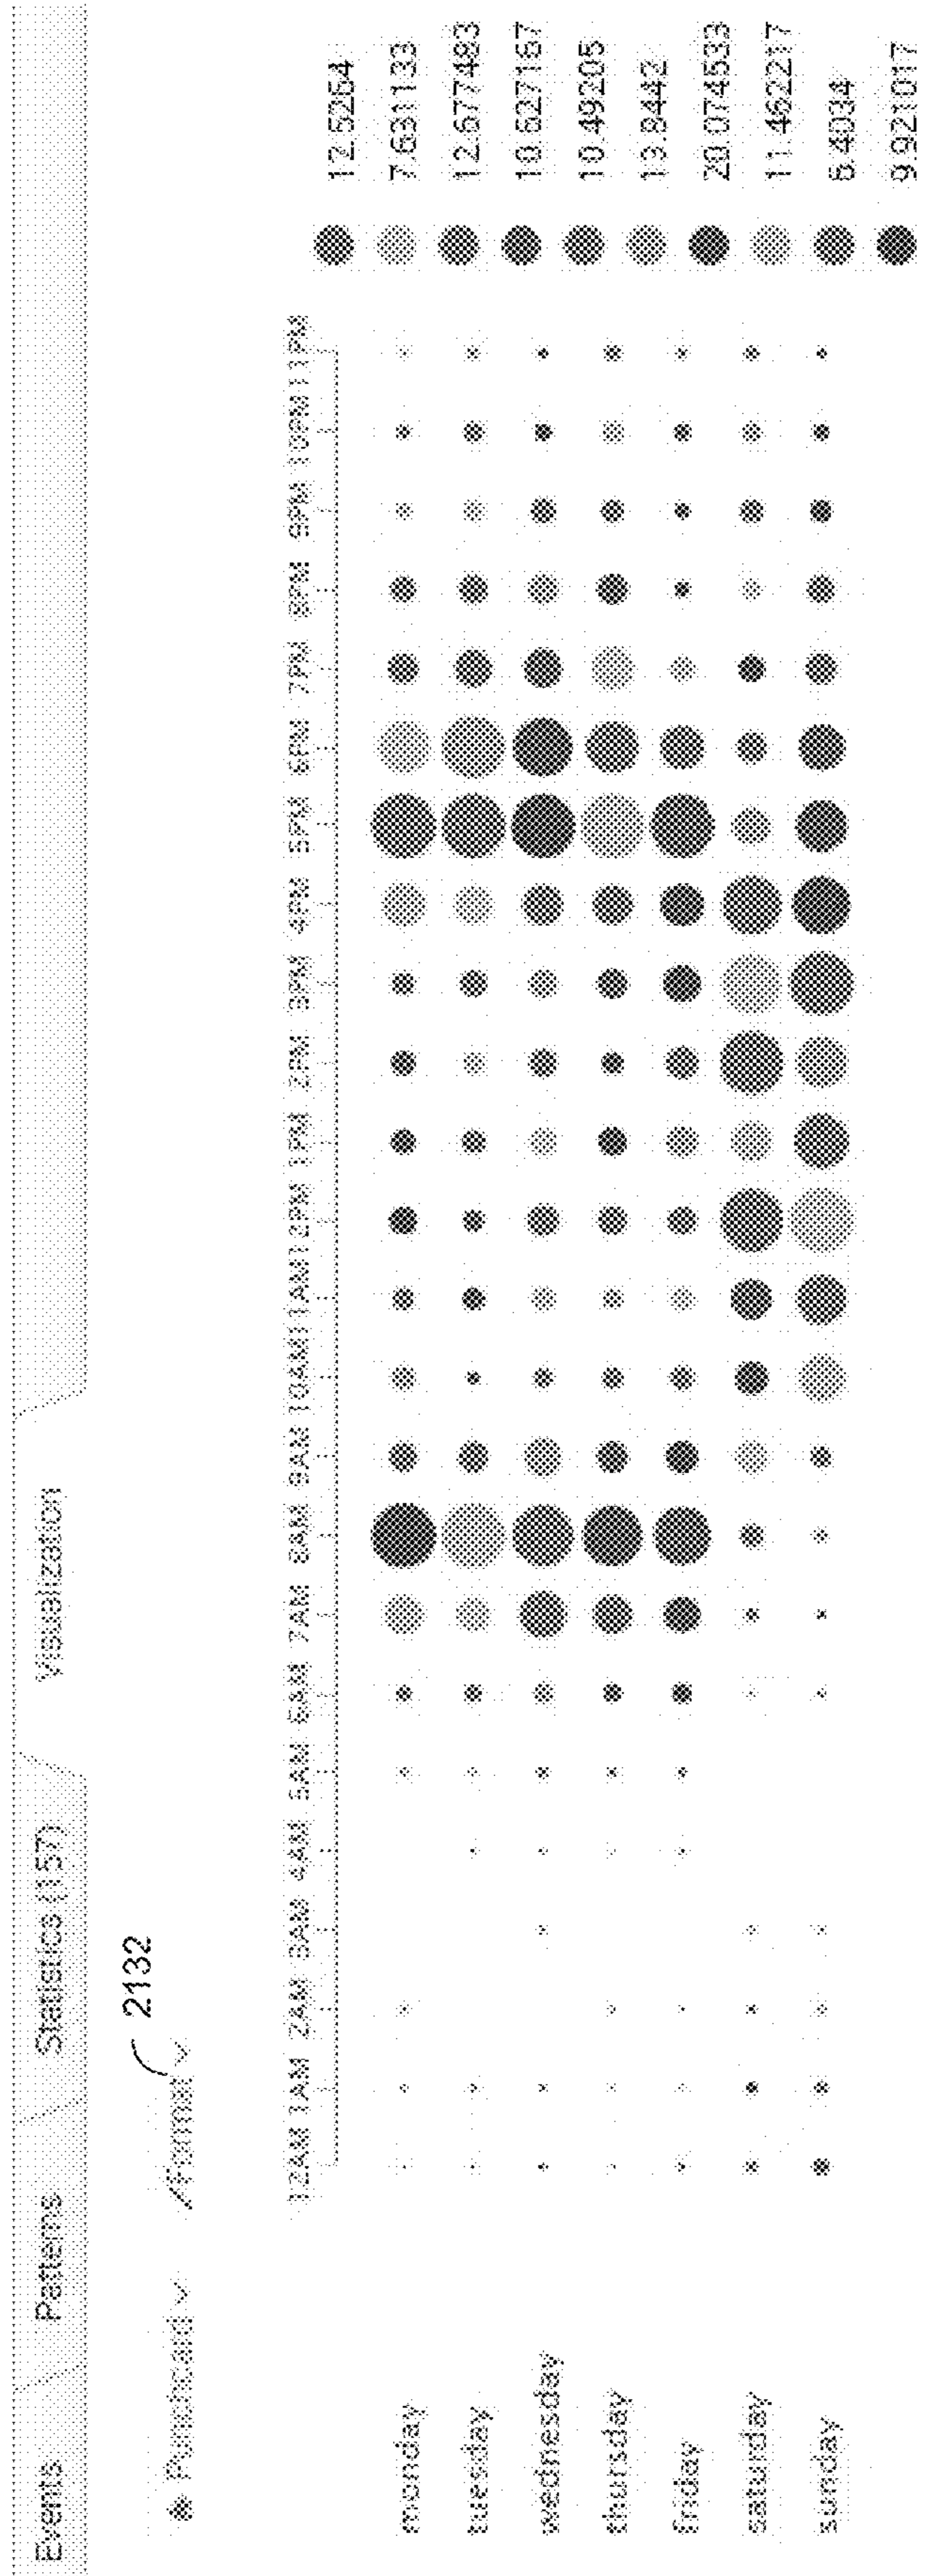 Events Patterns Statistics (157) Visualization
Punchcard Format
2132
12AM 1AM 2AM 3AM 4AM 5AM 6AM 7AM 8AM 9AM 10AM 11AM 12PM 1PM 2PM 3PM 4PM 5PM 6PM 7PM 8PM 9PM 10PM 11PM
monday
tuesday
wednesday
thursday
friday
saturday
sunday
12.5264
7.631133
12.677483
10.627167
10.49205
13.8442
20.074533
11.462217
9.921017